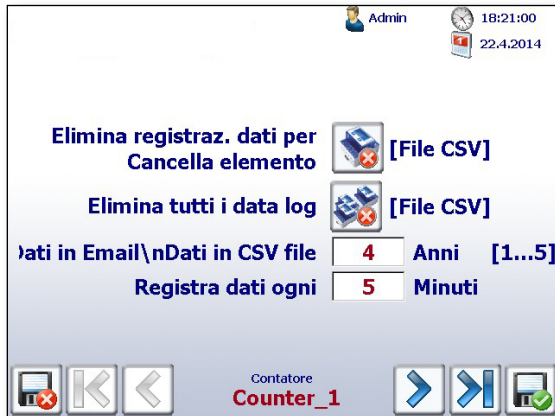 Admin
18:21:00
22.4.2014
Elimina registraz. dati per
Cancella elemento
[File CSV]
Elimina tutti i data log
[File CSV]
ati in Email\nDati in CSV file 4 Anni [1...5]
Registra dati ogni 5 Minuti
Contatore
Counter_1